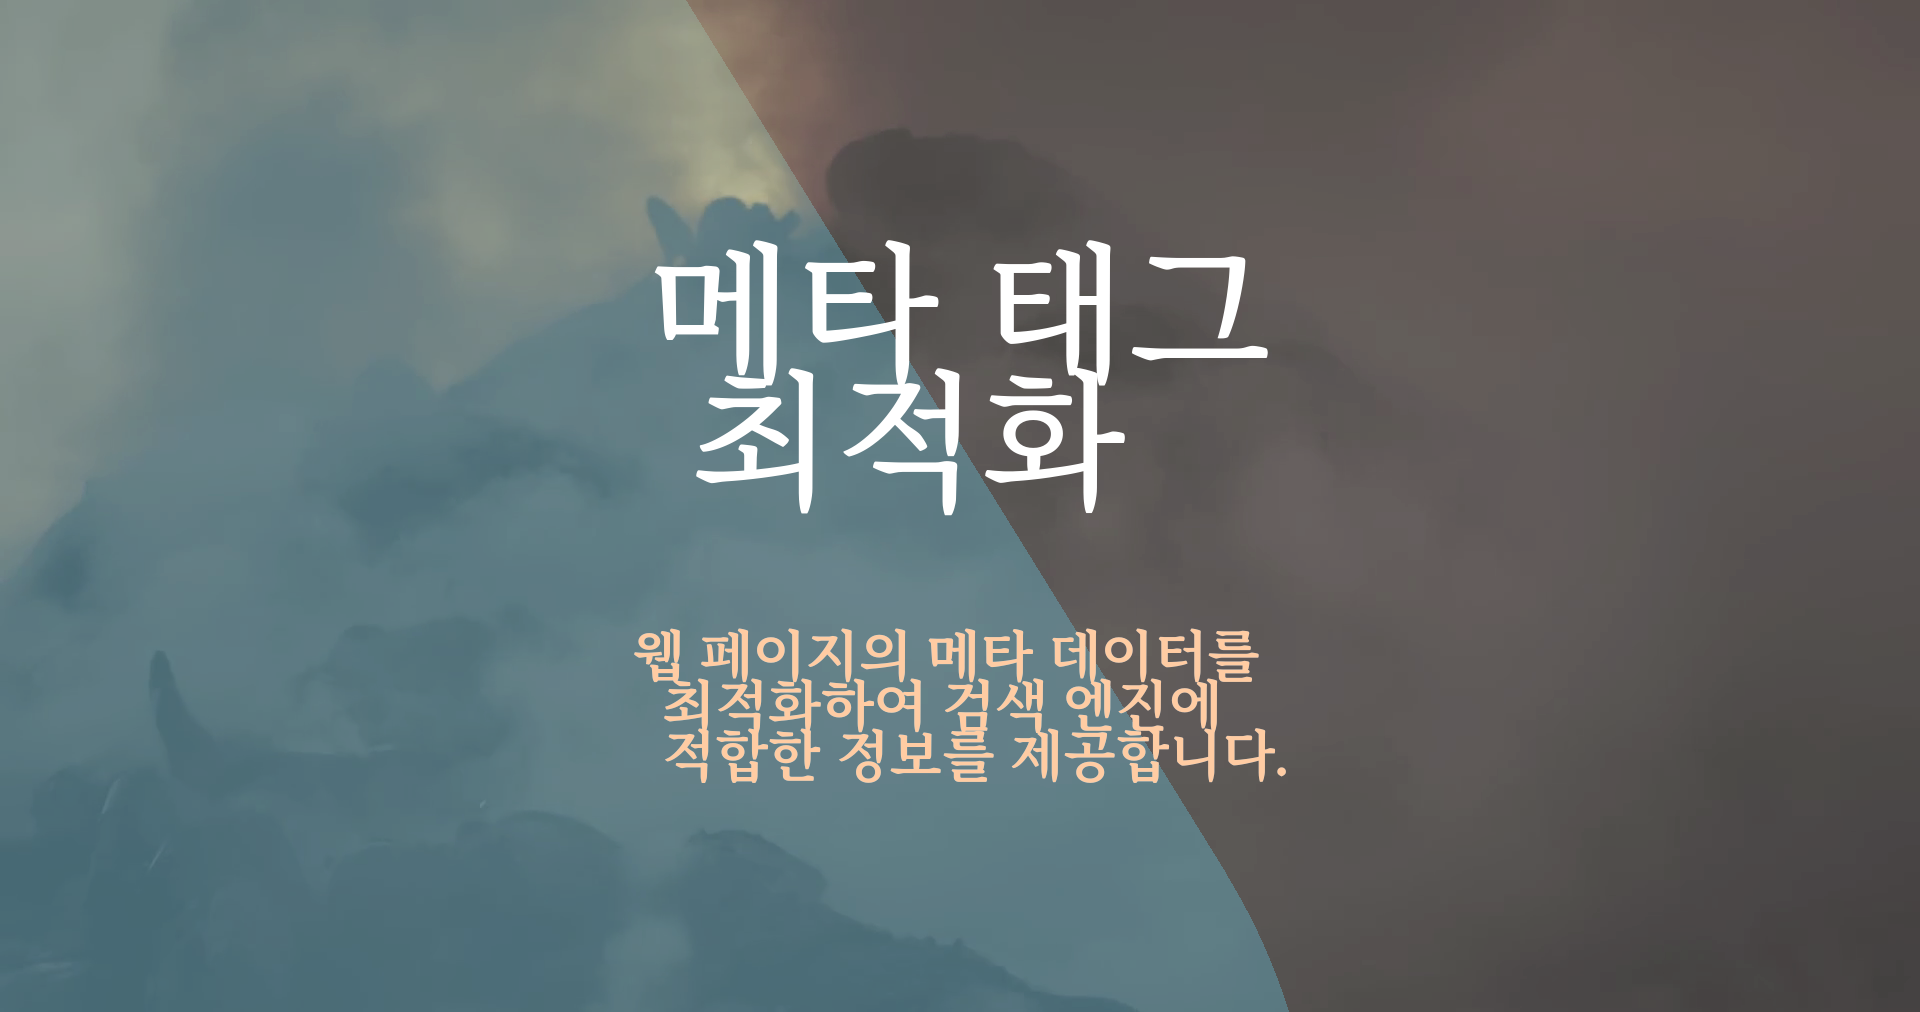 메타 태그
최적화
웹 페이지의 메타 데이터를
최적화하여 검색 엔진에
적합한 정보를 제공합니다.